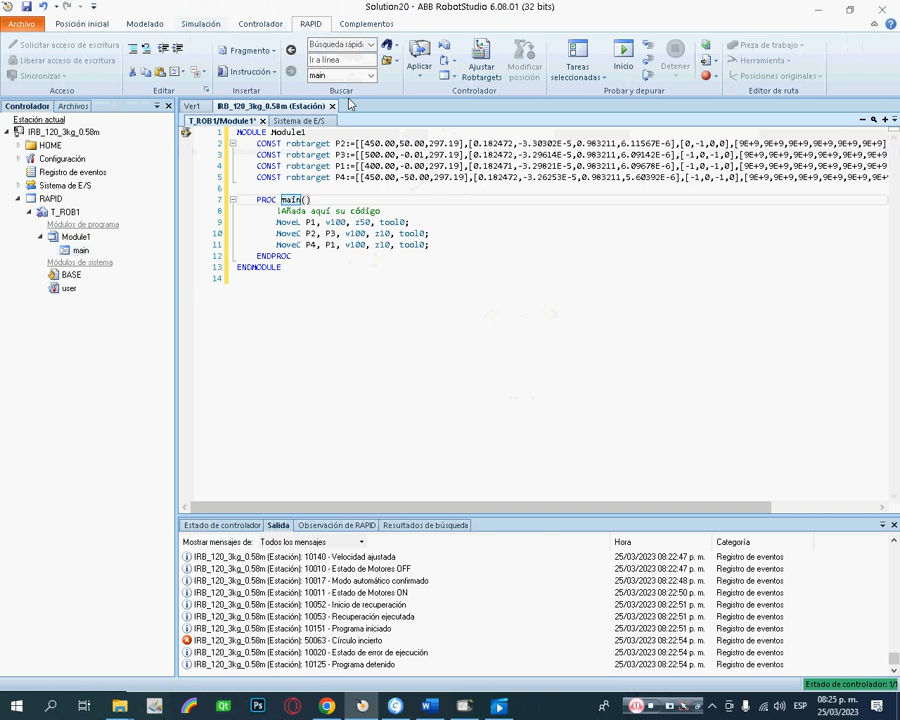 Solution20 - ABB RobotStudio 6.08.01 (32 bits)
Archivo Posición inicial Modelado Simulación Controlador RAPID Complementos
Solicitar acceso de escritura
Liberar acceso de escritura
Sincronizar
Acceso
Editar
Fragmento
Instrucción
Insertar
Búsqueda rápida
Ir a línea
main
Buscar
Aplicar
Ajustar Robtargets
Modificar posición
Controlador
Tareas seleccionadas
Inicio
Detener
Probar y depurar
Pieza de trabajo
Herramienta
Posiciones originales
Editor de ruta
Controlador Archivos
Estación actual
IRB_120_3kg_0.58m
HOME
Configuración
Registro de eventos
Sistema de E/S
RAPID
T_ROB1
Módulos de programa
Module1
main
Módulos de sistema
BASE
user
Ver1 IRB_120_3kg_0.58m (Estación)
T_ROB1/Module1* Sistema de E/S
1 MODULE Module1
2 CONST robtarget P2:=[[450.00,50.00,297.19],[0.182472,-3.30302E-5,0.983211,6.11567E-6],[0,-1,0,0],[9E+9,9E+9,9E+9,9E+9
3 CONST robtarget P3:=[[500.00,-0.01,297.19],[0.182472,-3.29614E-5,0.983211,6.09142E-6],[-1,0,-1,0],[9E+9,9E+9,9E+9,9E+9
4 CONST robtarget P1:=[[400.00,-0.00,297.19],[0.182472,-3.29821E-5,0.983211,6.09678E-6],[-1,0,-1,0],[9E+9,9E+9,9E+9,9E+9
5 CONST robtarget P4:=[[450.00,-50.00,297.19],[0.182472,-3.26253E-5,0.983211,5.60392E-6],[-1,0,-1,0],[9E+9,9E+9,9E+9,9E+
6
7 PROC main()
8 !Añada aquí su código
9 MoveL P1, v100, z50, tool0;
10 MoveC P2, P3, v100, z10, tool0;
11 MoveC P4, P1, v100, z10, tool0;
12 ENDPROC
13 ENDMODULE
14
Estado de controlador Salida Observación de RAPID Resultados de búsqueda
Mostrar mensajes de: Todos los mensajes Hora Categoría
IRB_120_3kg_0.58m (Estación): 10140 - Velocidad ajustada 25/03/2023 08:22:47 p. m. Registro de eventos
IRB_120_3kg_0.58m (Estación): 10010 - Estado de Motores OFF 25/03/2023 08:22:47 p. m. Registro de eventos
IRB_120_3kg_0.58m (Estación): 10017 - Modo automático confirmado 25/03/2023 08:22:48 p. m. Registro de eventos
IRB_120_3kg_0.58m (Estación): 10011 - Estado de Motores ON 25/03/2023 08:22:50 p. m. Registro de eventos
IRB_120_3kg_0.58m (Estación): 10052 - Inicio de recuperación 25/03/2023 08:22:51 p. m. Registro de eventos
IRB_120_3kg_0.58m (Estación): 10053 - Recuperación ejecutada 25/03/2023 08:22:51 p. m. Registro de eventos
IRB_120_3kg_0.58m (Estación): 10151 - Programa iniciado 25/03/2023 08:22:51 p. m. Registro de eventos
IRB_120_3kg_0.58m (Estación): 50063 - Círculo incierto 25/03/2023 08:22:54 p. m. Registro de eventos
IRB_120_3kg_0.58m (Estación): 10020 - Estado de error de ejecución 25/03/2023 08:22:54 p. m. Registro de eventos
IRB_120_3kg_0.58m (Estación): 10125 - Programa detenido 25/03/2023 08:22:54 p. m. Registro de eventos
Estado de controlador: 1/1
ESP
08:25 p. m.
25/03/2023